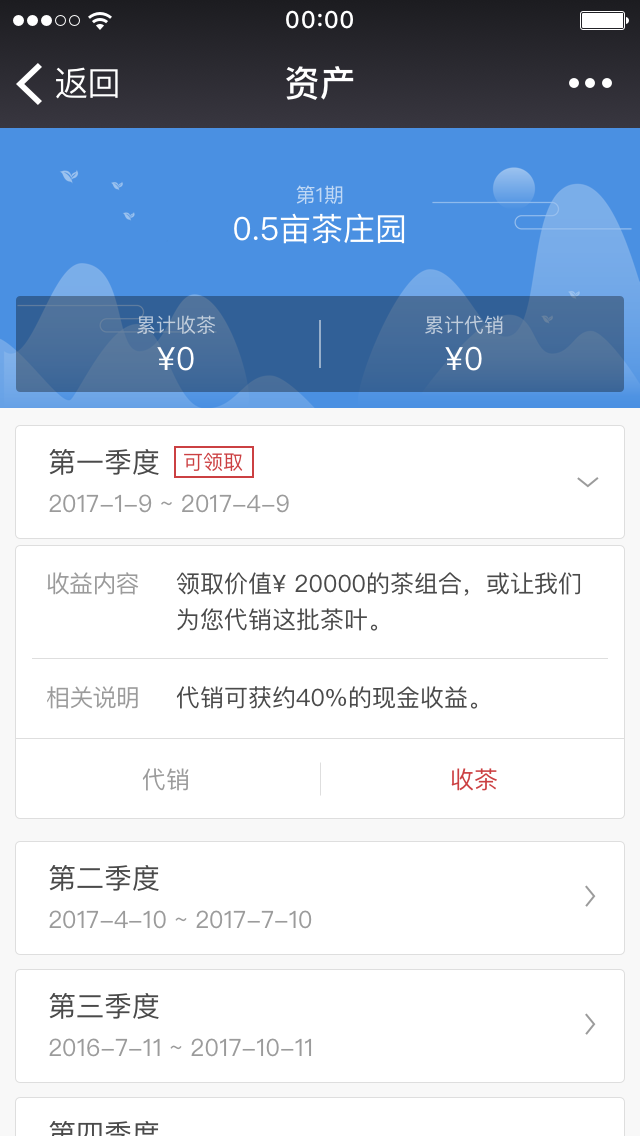 00:00
返回
资产
第1期
0.5亩茶庄园
累计收茶
累计代销
¥0
¥0
第一季度 可领取
2017-1-9 ~ 2017-4-9
收益内容
领取价值¥ 20000的茶组合，或让我们
为您代销这批茶叶。
相关说明
代销可获约40%的现金收益。
代销
收茶
第二季度
2017-4-10 ~ 2017-7-10
第三季度
2016-7-11 ~ 2017-10-11
第四季度